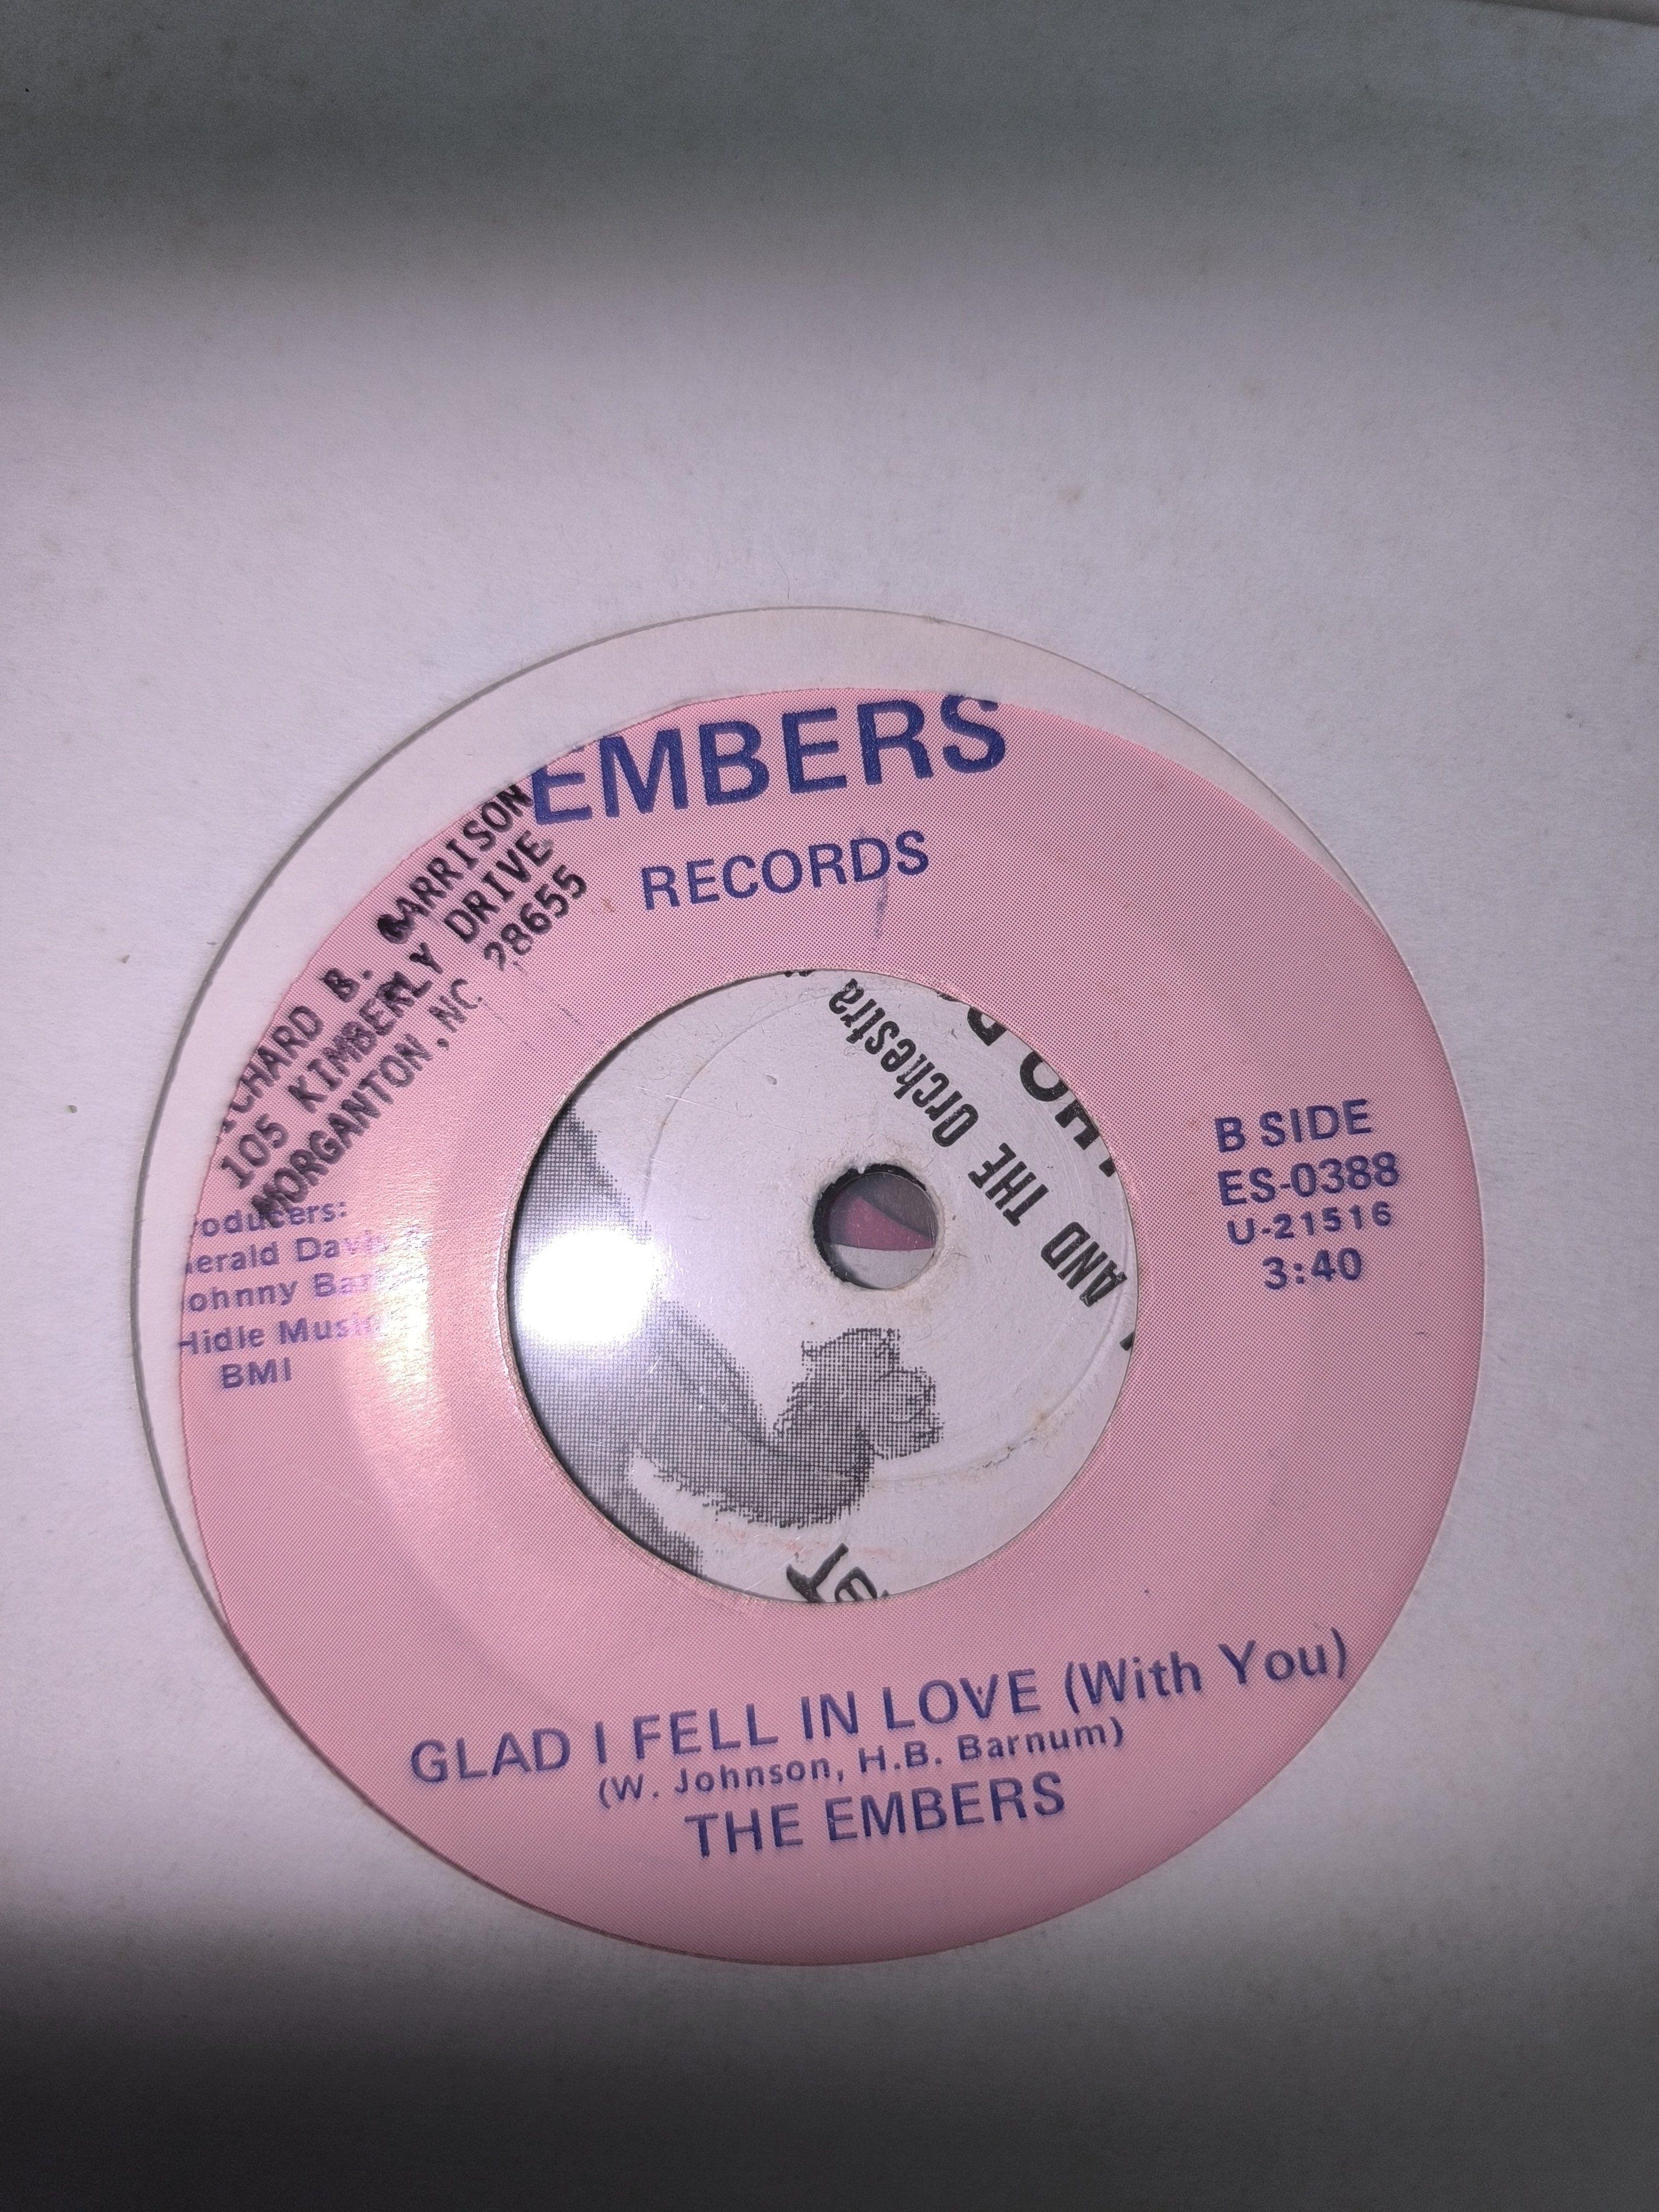 EMBERS
RECORDS
B. GARRISON
105 KIMBERLY DRIVE
MORGANTON, NC. 28655
BMI
B SIDE
ES-0388
U-21516
3:40
AND THE Orchestra
GLAD I FELL IN LOVE (With You)
(W. Johnson, H.B. Barnum)
THE EMBERS